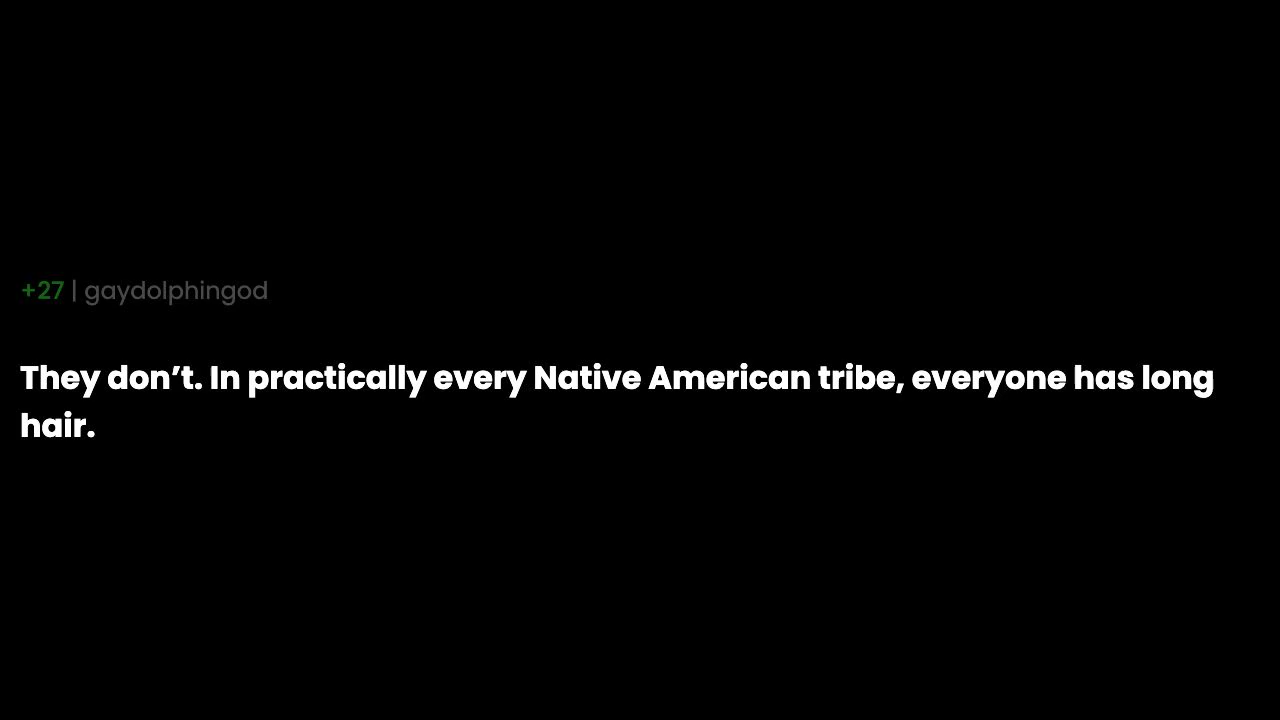 +27 | gaydolphingod
They don’t. In practically every Native American tribe, everyone has long
hair.